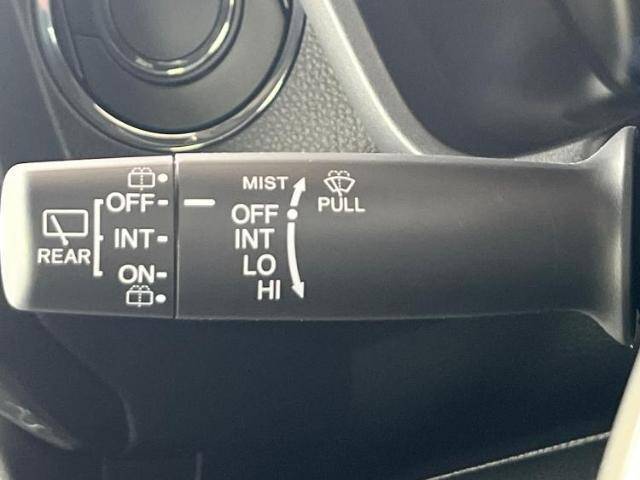 REAR
OFF
INT
ON
MIST
OFF
INT
LO
HI
PULL